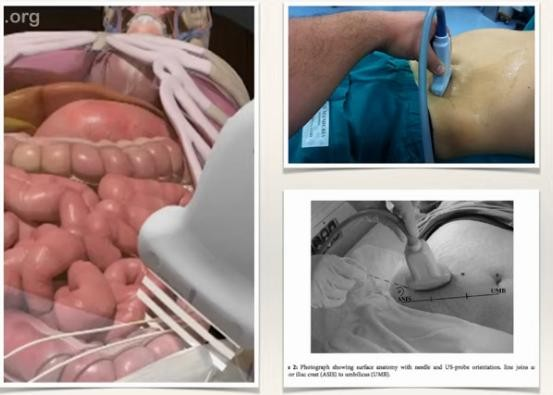 .org
ASIS
UMB
2: Photograph showing surface anatomy with needle and US-probe orientation. line joins
or iliac crest (ASIS) to umbilicus (UMB).